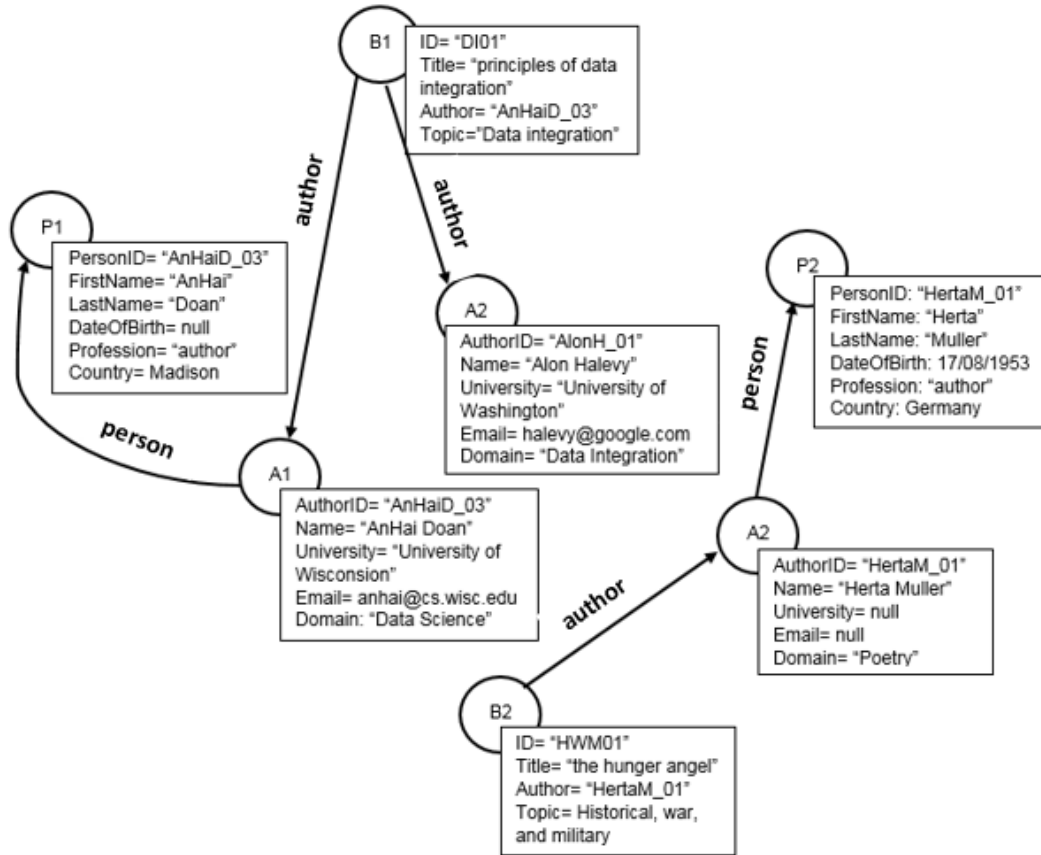 B1
ID= “DI01”
Title= “principles of data
integration”
Author= “AnHaiD_03”
Topic=”Data integration”
author
author
P1
PersonID= “AnHaiD_03”
FirstName= “AnHai”
LastName= “Doan”
DateOfBirth= null
Profession= “author”
Country= Madison
person
A2
AuthorID= “AlonH_01”
Name= “Alon Halevy”
University= “University of
Washington”
Email= halevy@google.com
Domain= “Data Integration”
P2
PersonID: “HertaM_01”
FirstName: “Herta”
LastName: “Muller”
DateOfBirth: 17/08/1953
Profession: “author”
Country: Germany
person
A1
AuthorID= “AnHaiD_03”
Name= “AnHai Doan”
University= “University of
Wisconsion”
Email= anhai@cs.wisc.edu
Domain: “Data Science”
A2
AuthorID= “HertaM_01”
Name= “Herta Muller”
University= null
Email= null
Domain= “Poetry”
author
B2
ID= “HWM01”
Title= “the hunger angel”
Author= “HertaM_01”
Topic= Historical, war,
and military